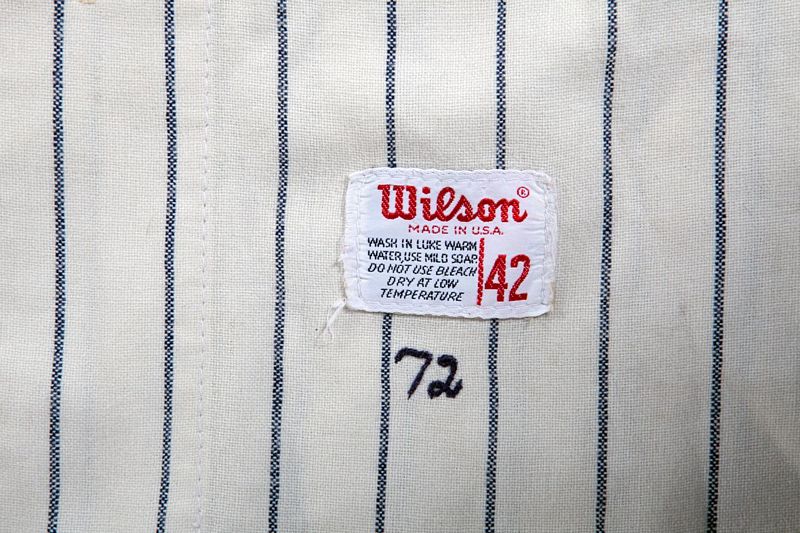 Wilson®
MADE IN U.S.A.
WASH IN LUKE WARM
WATER, USE MILD SOAP.
DO NOT USE BLEACH
DRY AT LOW
TEMPERATURE
42
72